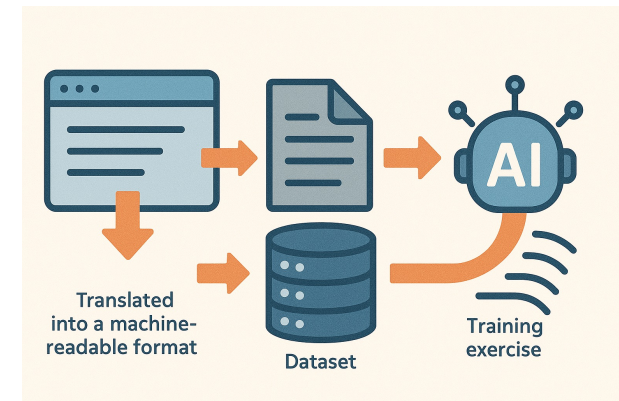 AI
Translated
into a machine-
readable format
Dataset
Training
exercise